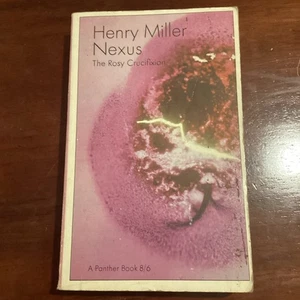 Henry Miller
Nexus
The Rosy Crucifixion
A Panther Book 8/6